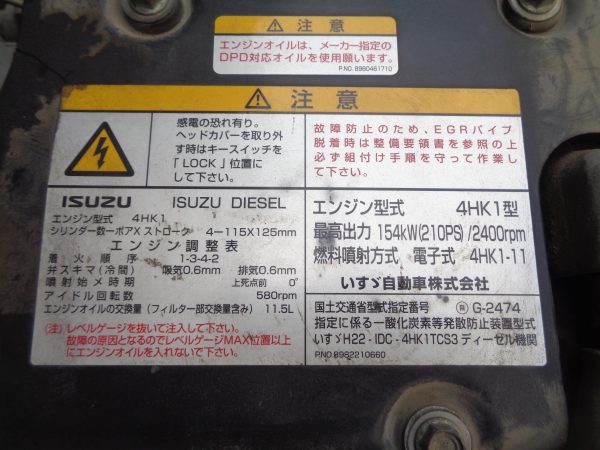 注意
エンジンオイルは、メーカー指定の
DPD対応オイルを使用願います。
P.NO. 8980461710
注意
感電の恐れ有り。
ヘッドカバーを取り外
す時はキースイッチを
「LOCK」位置に
して下さい。
故障防止のため、EGRパイプ
脱着時は整備要領書を参照の上
必ず組付け手順を守って作業し
て下さい。
ISUZU ISUZU DIESEL
エンジン型式 4HK1
シリンダー数ーボアX ストローク 4ー115X125mm
エンジン調整表
着火順序 1-3-4-2
弁スキマ(冷間) 吸気0.6mm 排気0.6mm
噴射始メ時期 上死点前 0°
アイドル回転数 580rpm
エンジンオイルの交換量(フィルター部交換量含み) 11.5L
(注)レベルゲージを抜いて注入して下さい。
故障の原因となるのでレベルゲージMAX位置以上
にエンジンオイルを入れないで下さい。
エンジン型式 4HK1型
最高出力 154kW(210PS)/2400rpm
燃料噴射方式 電子式 4HK1-11
いすゞ自動車株式会社
国土交通省型式指定番号 G-2474
指定に係る一酸化炭素等発散防止装置型式
いすゞH22-IDC-4HK1TCS3 ディーゼル機関
P.NO.8982210660